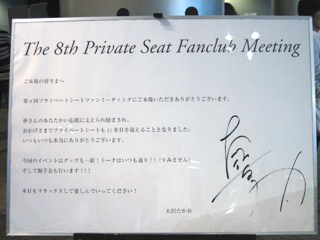 The 8th Private Seat Fanclub Meeting
ご来場の皆さまへ
第8回プライベートシートファンミーティングにご来場いただきありがとうございます。
皆さんのあたたかい応援に支えられ励まされ、
おかげさまでプライベートシートも11年目を迎えることとなりました。
いつもいつも本当にありがとうございます。
今回のイベントはグッズも一新!トークはいつも通り!!(すみません)
そして握手会も行います!!!
本日もリラックスして楽しんでいってください!
大沢たかお